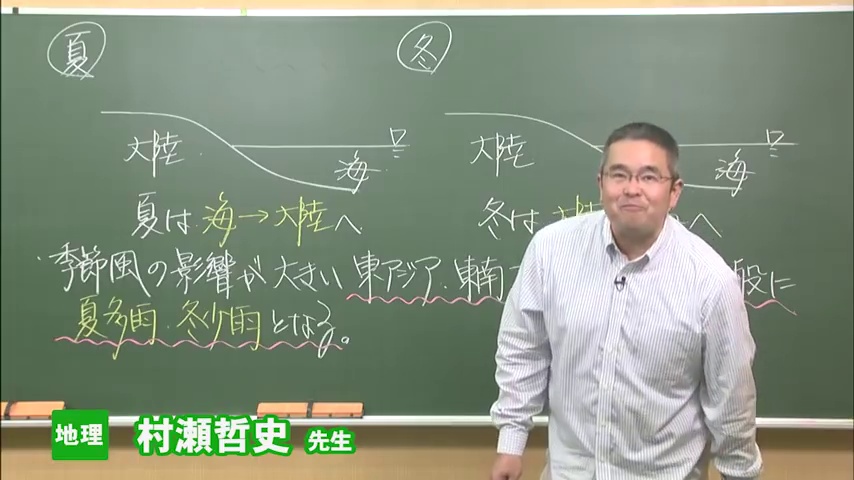 夏
冬
大陸
海
大陸
海
夏は 海→大陸へ
冬は 大陸 へ
季節風の影響が大きい 東アジア・東南 般に
夏多雨・冬少雨となる。
地理 村瀬哲史 先生